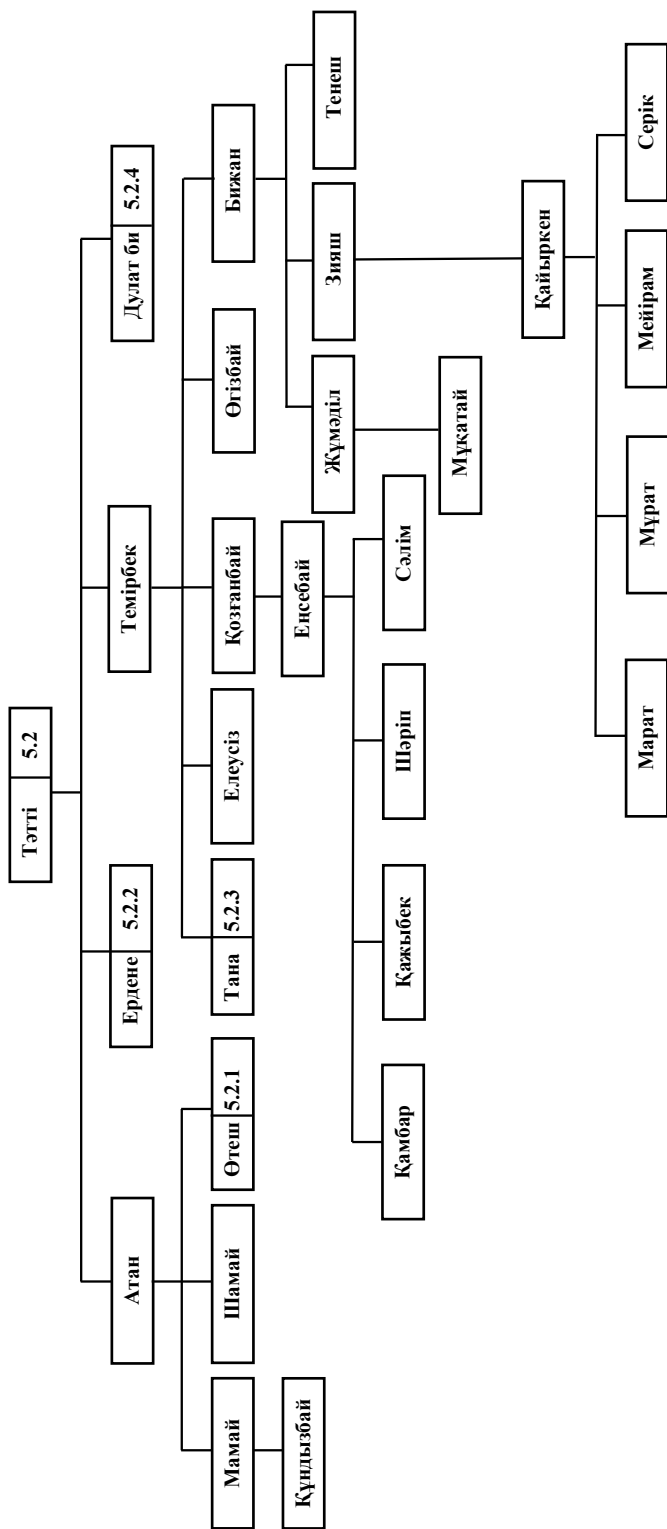 Тәтті 5.2
Атан
Ердене 5.2.2
Темірбек
Дулат би 5.2.4
Мамай
Шамай
Өтеш 5.2.1
Тана 5.2.3
Елеусіз
Қозғанбай
Өгізбай
Бижан
Құндызбай
Еңсебай
Жұмәділ
Зияш
Тенеш
Қамбар
Қажыбек
Шәріп
Сәлім
Мұқатай
Қайыркен
Марат
Мұрат
Мейірам
Серік